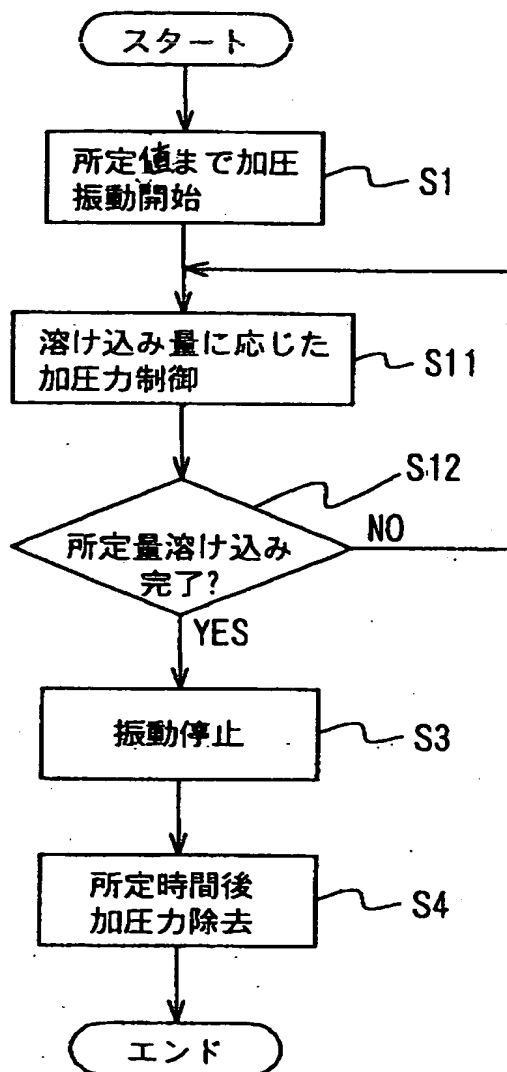 スタート
所定値まで加圧
振動開始
S1
溶け込み量に応じた
加圧力制御
S11
S12
所定量溶け込み
完了?
NO
YES
振動停止
S3
所定時間後
加圧力除去
S4
エンド